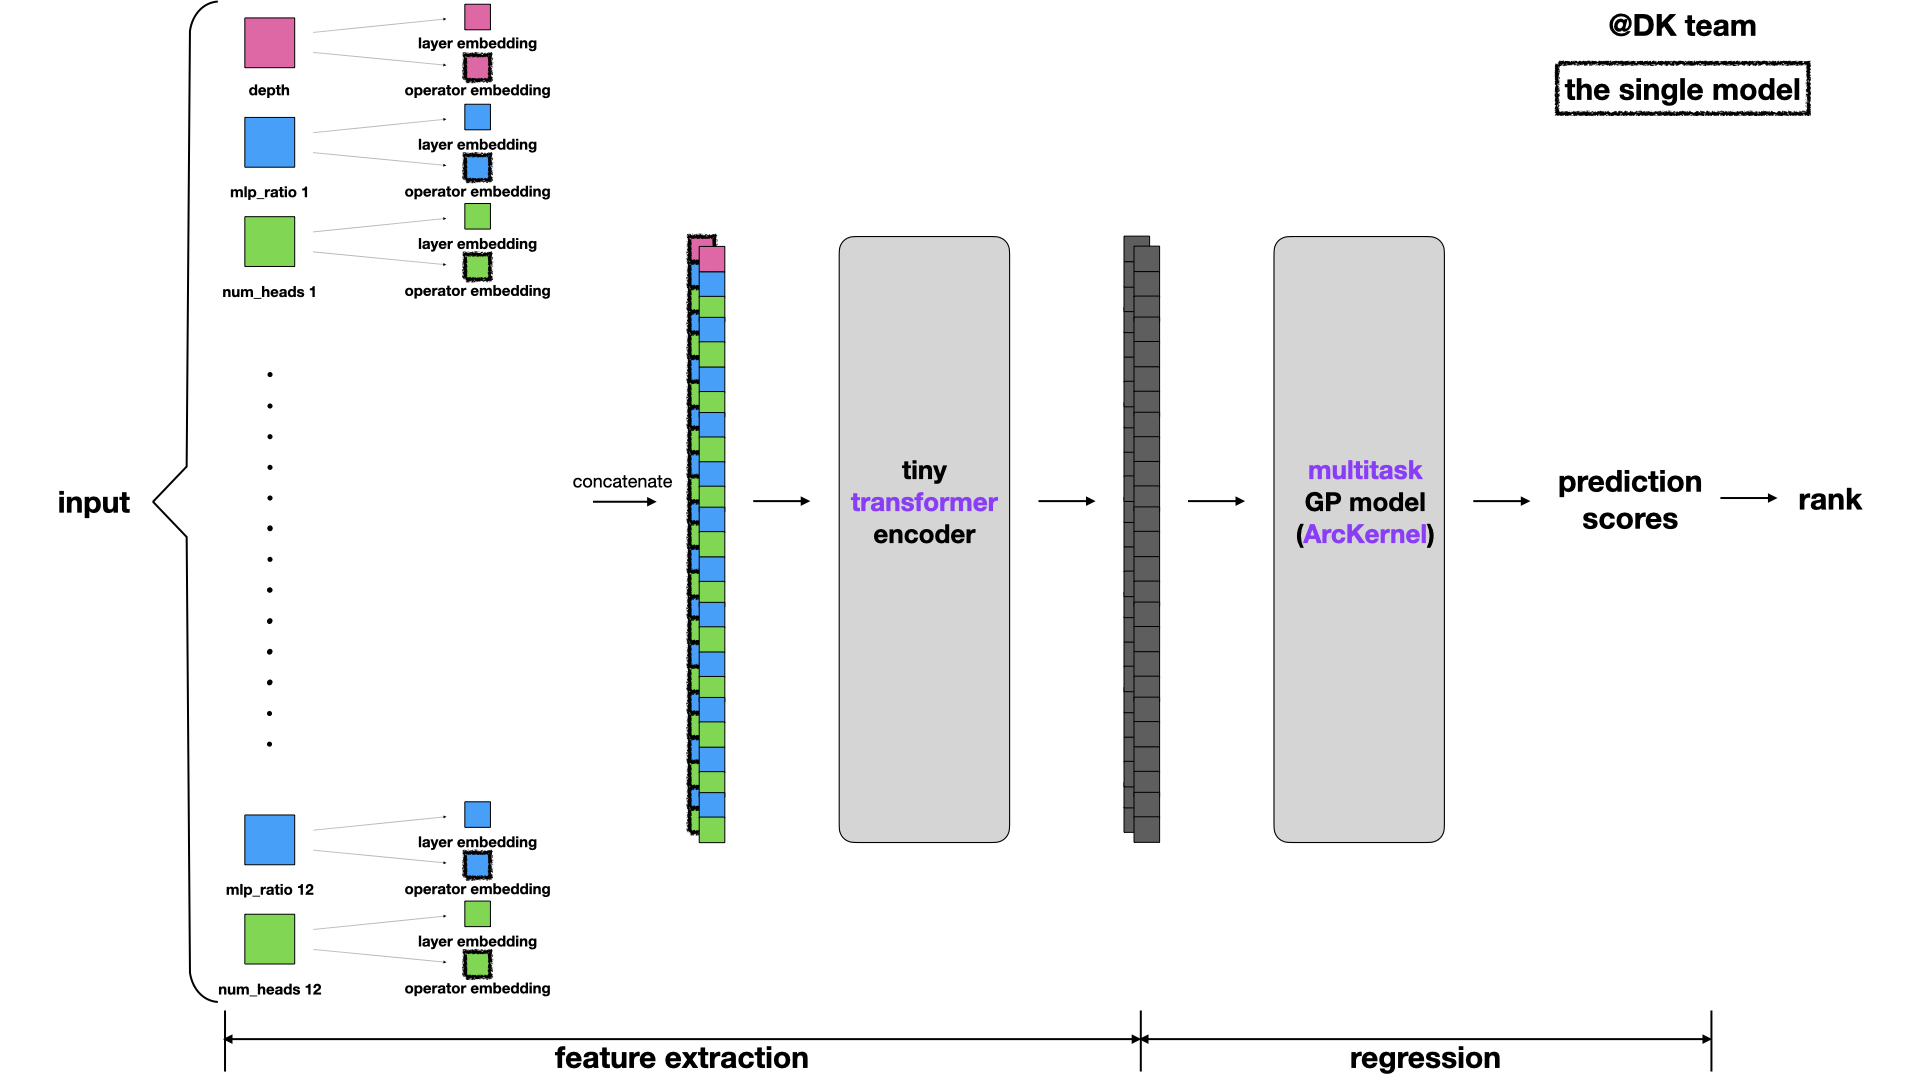 @DK team
the single model
depth
layer embedding
operator embedding
mlp_ratio 1
layer embedding
operator embedding
num_heads 1
layer embedding
operator embedding
input
concatenate
tiny
transformer
encoder
multitask
GP model
(ArcKernel)
prediction
scores
rank
mlp_ratio 12
layer embedding
operator embedding
num_heads 12
layer embedding
operator embedding
feature extraction
regression